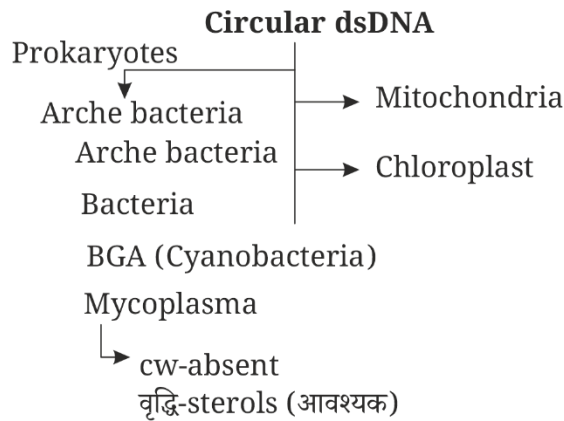 Circular dsDNA
Prokaryotes
Arche bacteria
Arche bacteria
Bacteria
BGA (Cyanobacteria)
Mycoplasma
cw-absent
वृद्धि-sterols (आवश्यक)
Mitochondria
Chloroplast